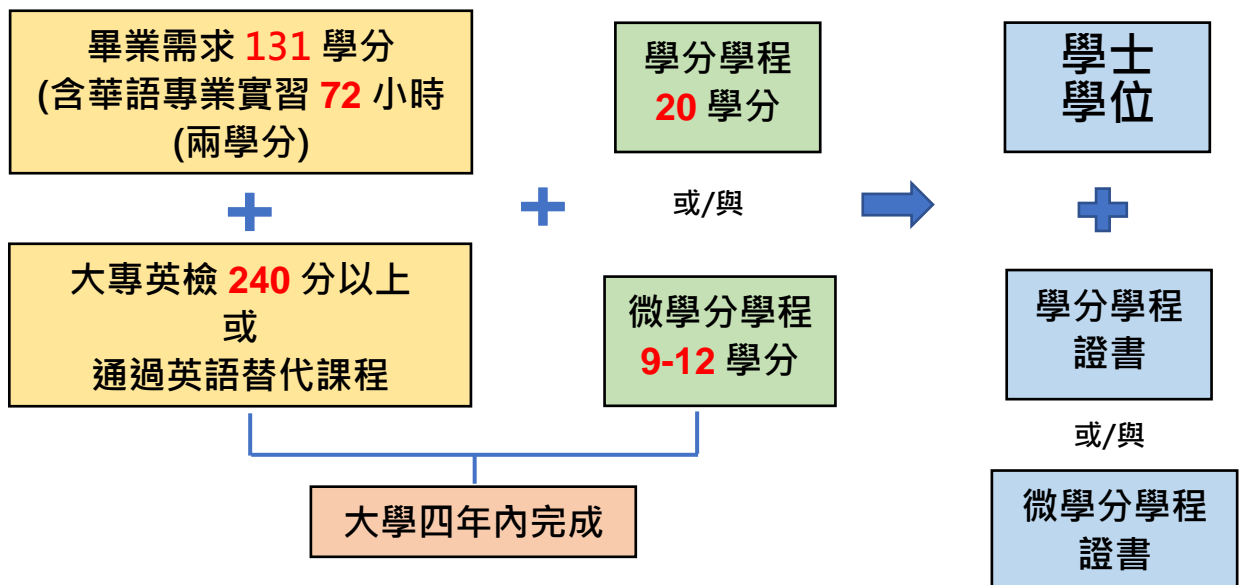 畢業需求 131 學分
(含華語專業實習 72 小時
(兩學分)
大專英檢 240 分以上
或
通過英語替代課程
學分學程
20 學分
或/與
微學分學程
9-12 學分
大學四年內完成
學士
學位
學分學程
證書
或/與
微學分學程
證書